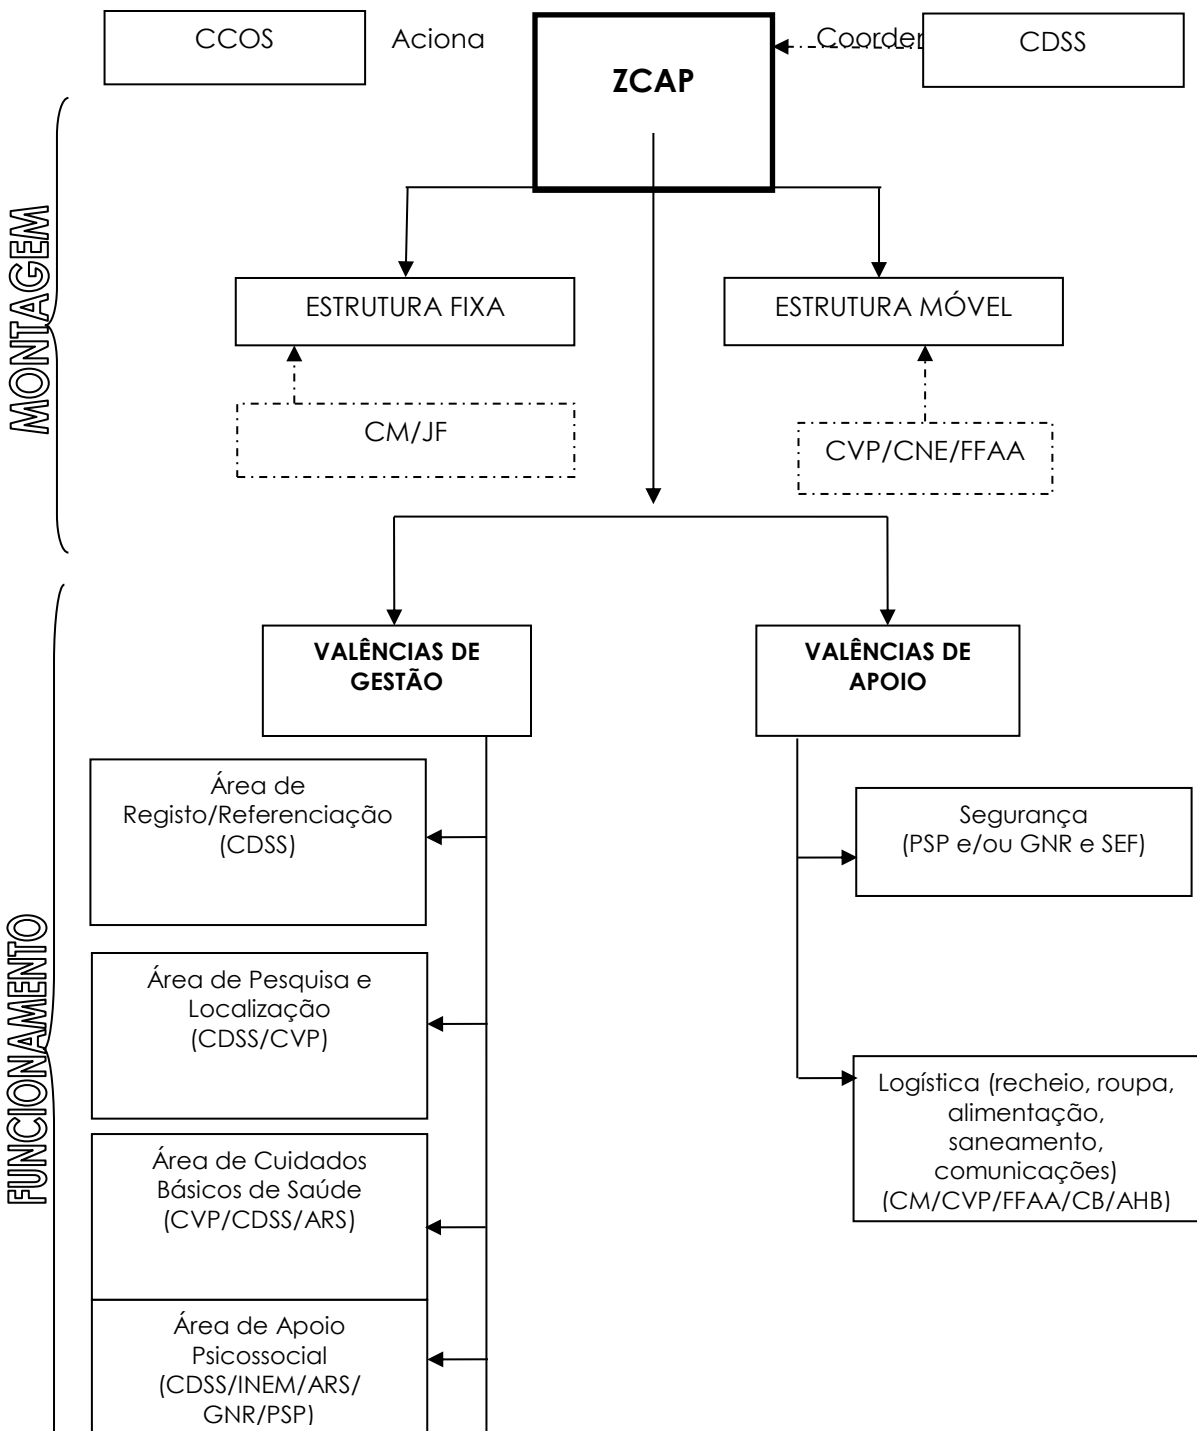 CCOS
Aciona
ZCAP
Coorden
CDSS
MONTAGEM
ESTRUTURA FIXA
ESTRUTURA MÓVEL
CM/JF
CVP/CNE/FFAA
FUNCIONAMENTO
VALÊNCIAS DE
GESTÃO
VALÊNCIAS DE
APOIO
Área de
Registo/Referenciação
(CDSS)
Segurança
(PSP e/ou GNR e SEF)
Área de Pesquisa e
Localização
(CDSS/CVP)
Logística (recheio, roupa,
alimentação,
saneamento,
comunicações)
(CM/CVP/FFAA/CB/AHB)
Área de Cuidados
Básicos de Saúde
(CVP/CDSS/ARS)
Área de Apoio
Psicossocial
(CDSS/INEM/ARS/
GNR/PSP)